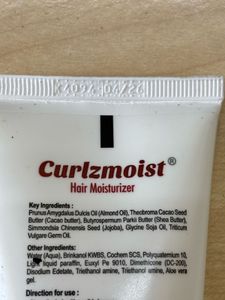 04/24
Curlzmoist®
Hair Moisturizer
Key Ingredients :
Prunus Amygdalus Dulcis Oil (Almond Oil), Theobroma Cacao Seed
Butter (Cacao butter), Butyrospermum Parkii Butter (Shea Butter),
Simmondsia Chinensis Seed (Jojoba), Glycine Soja Oil, Triticum
Vulgare Germ Oil.
Other Ingredients:
Water (Aqua), Brinkanol KWBS, Cochem SCS, Polyquaternium 10,
Light liquid paraffin, Euxyl Pe 9010, Dimethicone (DC-200),
Disodium Edetate, Triethanol amine, Triethanol amine, Aloe vera
gel.
Direction for use :